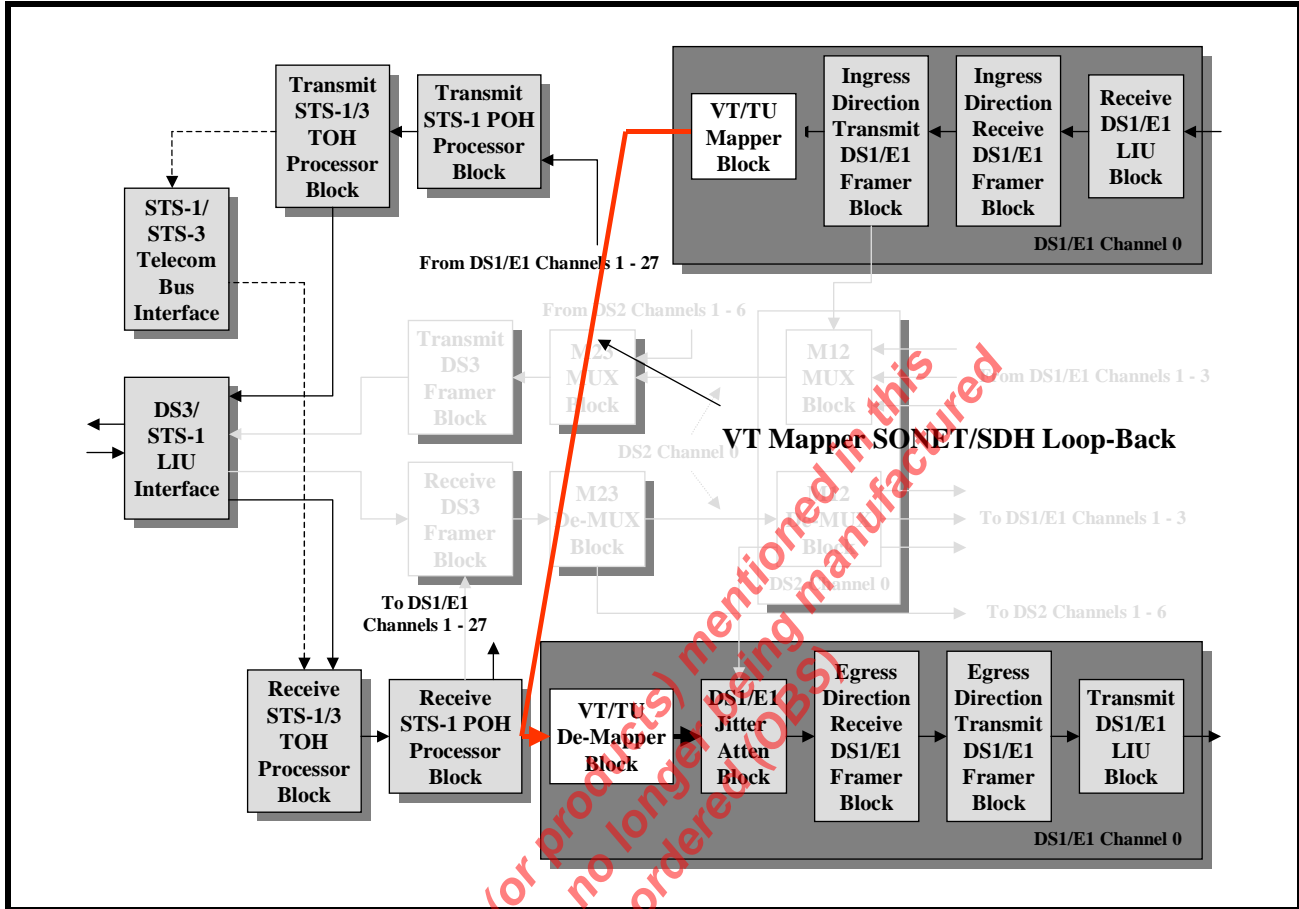 Transmit
STS-1/3
TOH
Processor
Block
Transmit
STS-1 POH
Processor
Block
VT/TU
Mapper
Block
Ingress
Direction
Transmit
DS1/E1
Framer
Block
Ingress
Direction
Receive
DS1/E1
Framer
Block
Receive
DS1/E1
LIU
Block
DS1/E1 Channel 0
STS-1/
STS-3
Telecom
Bus
Interface
From DS1/E1 Channels 1 - 27
From DS2 Channels 1 - 6
Transmit
DS3
Framer
Block
M23
MUX
Block
M12
MUX
Block
From DS1/E1 Channels 1 - 3
DS3/
STS-1
LIU
Interface
DS2 Channel 0
VT Mapper SONET/SDH Loop-Back
Receive
DS3
Framer
Block
M23
De-MUX
Block
M12
De-MUX
Block
DS2 Channel 0
To DS1/E1 Channels 1 - 3
To DS2 Channels 1 - 6
To DS1/E1
Channels 1 - 27
Receive
STS-1/3
TOH
Processor
Block
Receive
STS-1 POH
Processor
Block
VT/TU
De-Mapper
Block
DS1/E1
Jitter
Atten
Block
Egress
Direction
Receive
DS1/E1
Framer
Block
Egress
Direction
Transmit
DS1/E1
Framer
Block
Transmit
DS1/E1
LIU
Block
DS1/E1 Channel 0
(or products) mentioned in this
no longer being manufactured
ordered (OBS)